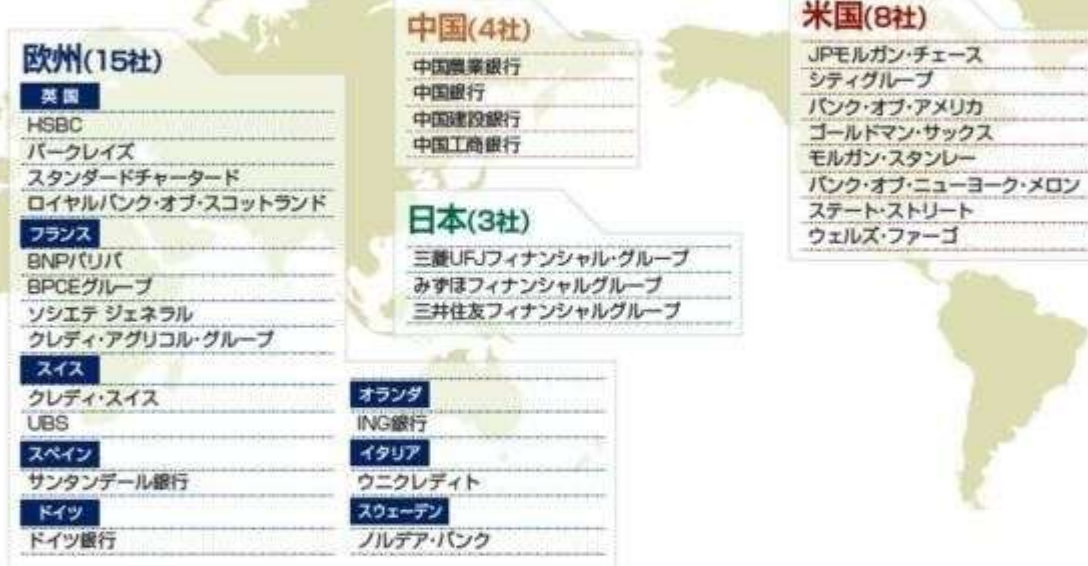 欧州(15社)
英国
HSBC
バークレイズ
スタンダードチャータード
ロイヤルバンク・オブ・スコットランド
フランス
BNPパリバ
BPCEグループ
ソシエテ ジェネラル
クレディ・アグリコル・グループ
スイス
クレディ・スイス
UBS
スペイン
サンタンデール銀行
ドイツ
ドイツ銀行
オランダ
ING銀行
イタリア
ウニクレディト
スウェーデン
ノルデア・バンク
中国(4社)
中国農業銀行
中国銀行
中国建設銀行
中国工商銀行
日本(3社)
三菱UFJフィナンシャル・グループ
みずほフィナンシャルグループ
三井住友フィナンシャルグループ
米国(8社)
JPモルガン・チェース
シティグループ
バンク・オブ・アメリカ
ゴールドマン・サックス
モルガン・スタンレー
バンク・オブ・ニューヨーク・メロン
ステート・ストリート
ウェルズ・ファーゴ